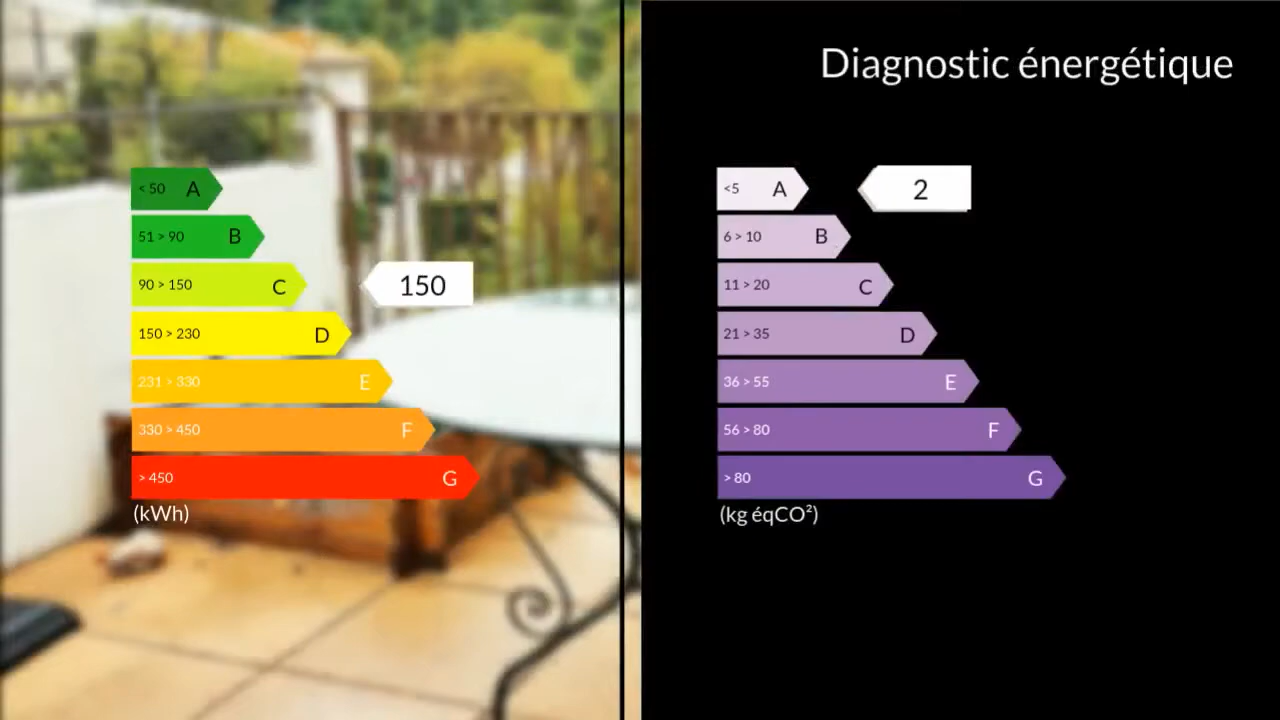 Diagnostic énergétique
< 50 A
51 > 90 B
90 > 150 C
150
150 > 230 D
231 > 330 E
330 > 450 F
> 450 G
(kWh)
<5 A
2
6 > 10 B
11 > 20 C
21 > 35 D
36 > 55 E
56 > 80 F
> 80 G
(kg éqCO²)